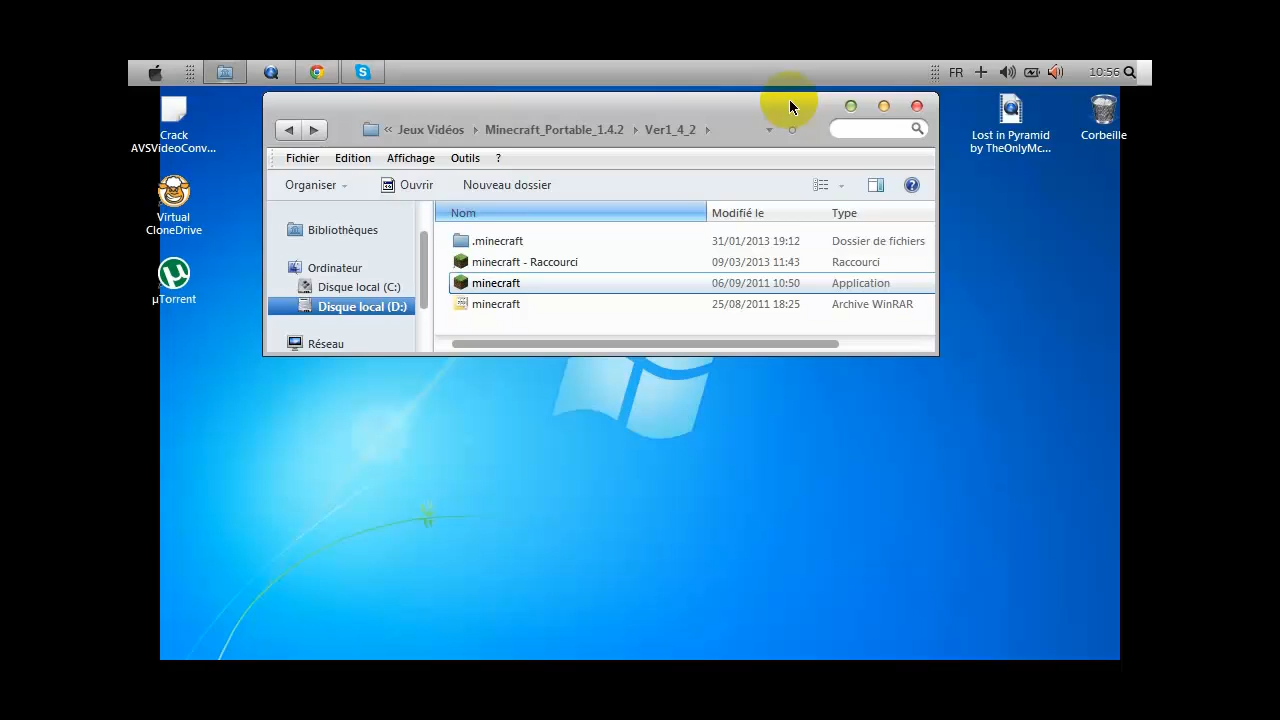 FR
10:56
Crack
AVSVideoConv...
Virtual
CloneDrive
µTorrent
Lost in Pyramid
by TheOnlyMc...
Corbeille
« Jeux Vidéos Minecraft_Portable_1.4.2 Ver1_4_2
Fichier Edition Affichage Outils ?
Organiser Ouvrir Nouveau dossier
Bibliothèques
Ordinateur
Disque local (C:)
Disque local (D:)
Réseau
Nom Modifié le Type
.minecraft 31/01/2013 19:12 Dossier de fichiers
minecraft - Raccourci 09/03/2013 11:43 Raccourci
minecraft 06/09/2011 10:50 Application
minecraft 25/08/2011 18:25 Archive WinRAR